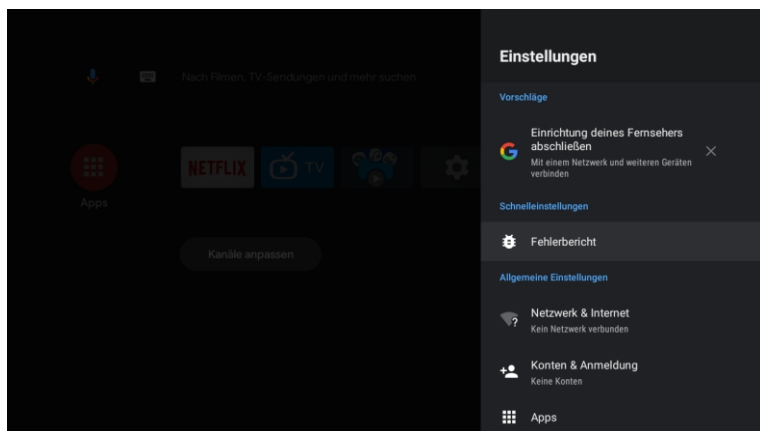 Einstellungen
Vorschläge
Einrichtung deines Fernsehers
abschließen
Mit einem Netzwerk und weiteren Geräten
verbinden
Schnelleinstellungen
Fehlerbericht
Allgemeine Einstellungen
Netzwerk & Internet
Kein Netzwerk verbunden
Konten & Anmeldung
Keine Konten
Apps
Nach Filmen, TV-Sendungen und mehr suchen
NETFLIX
TV
Apps
Kanäle anpassen